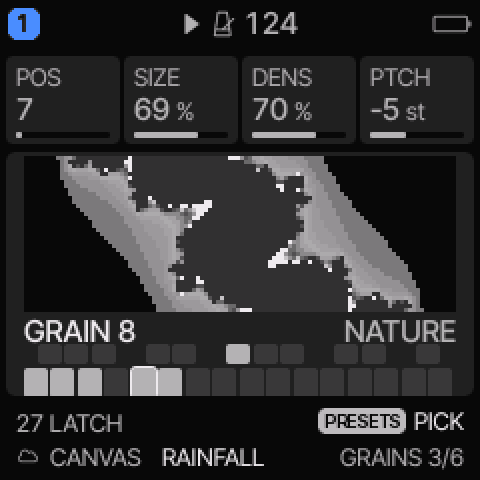 1 124
POS SIZE DENS PTCH
7 69 % 70 % -5 st
GRAIN 8 NATURE
27 LATCH PRESETS PICK
CANVAS RAINFALL GRAINS 3/6